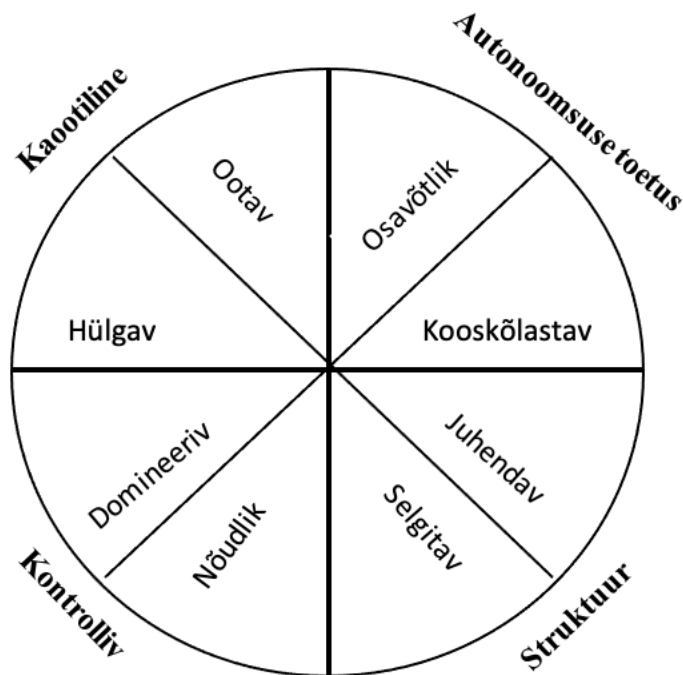 Kaootiline
Autonoomsuse toetus
Ootav
Osavõtlik
Hülgav
Kooskõlastav
Domineeriv
Juhendav
Nõudlik
Selgitav
Kontrolliv
Struktuur